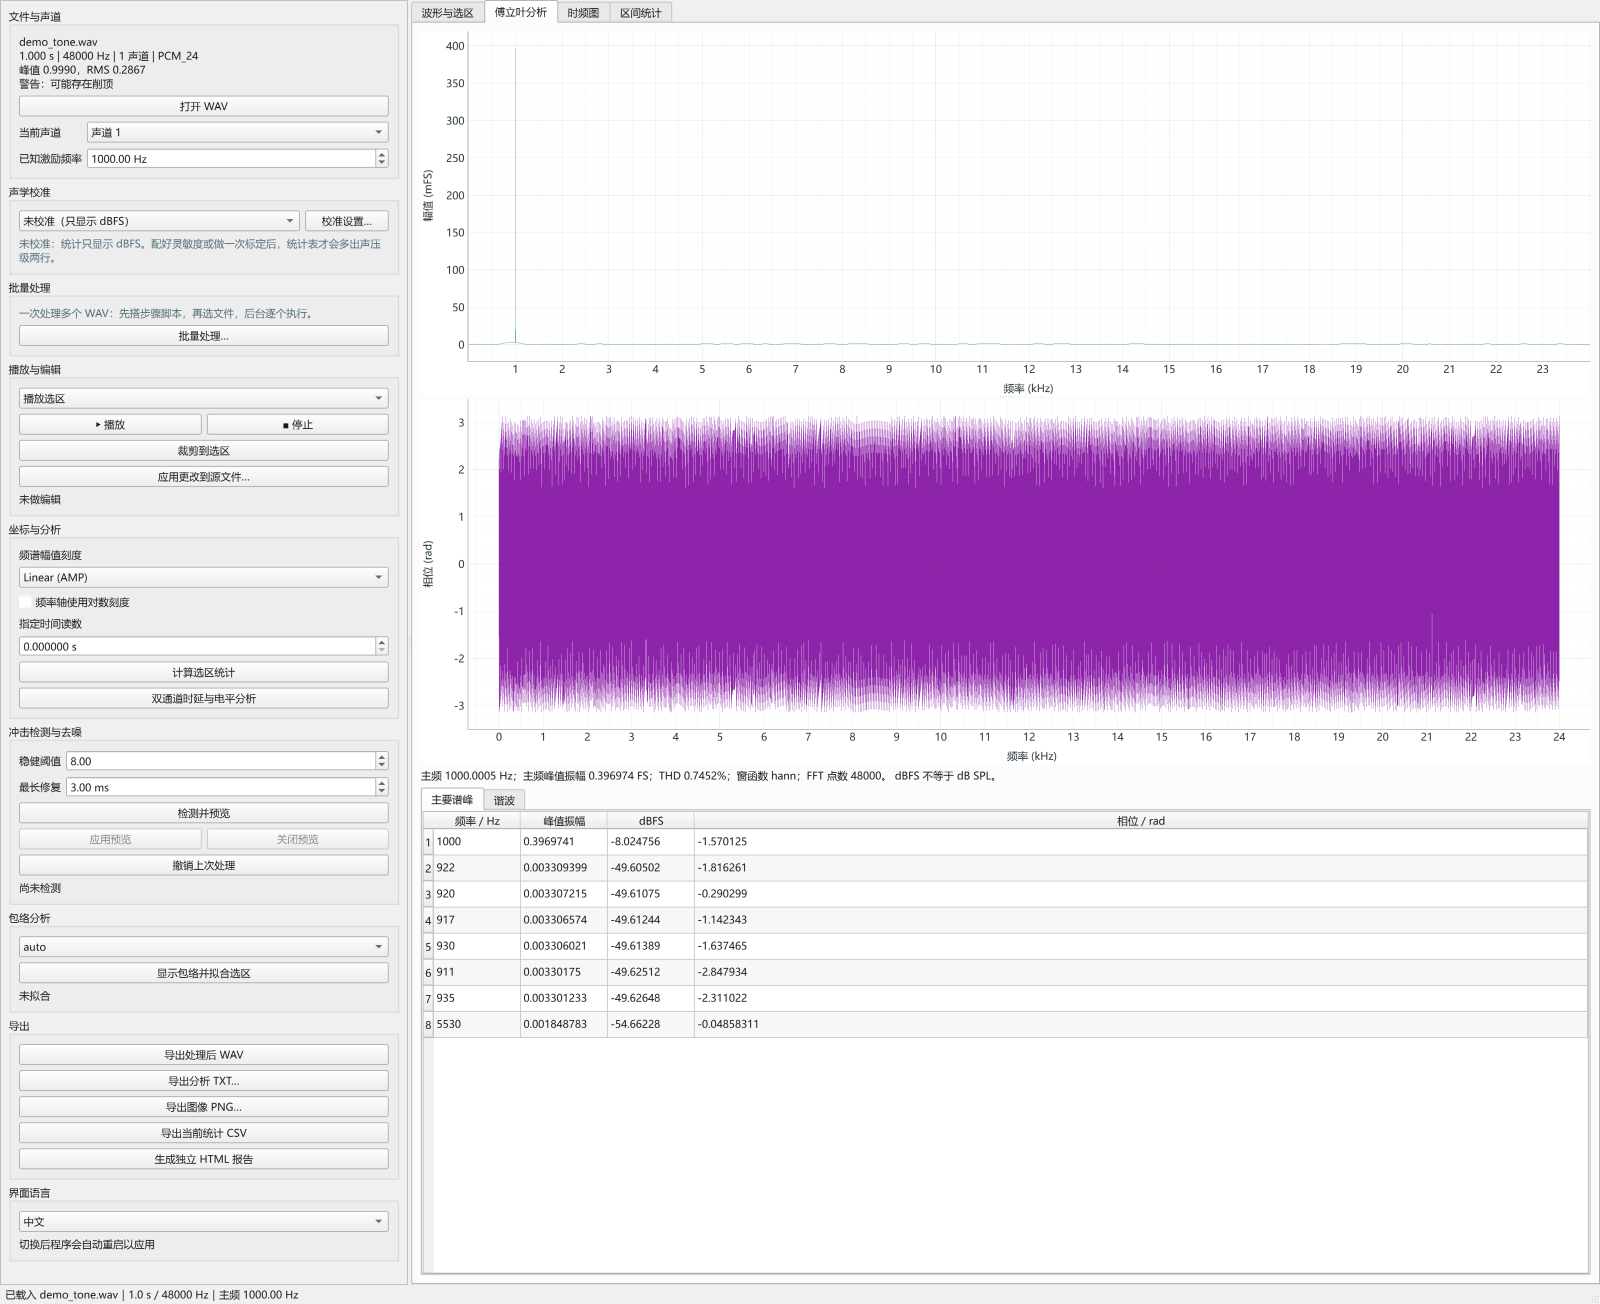 文件与声道
demo_tone.wav
1.000 s | 48000 Hz | 1 声道 | PCM_24
峰值 0.9990，RMS 0.2867
警告：可能存在削顶
打开 WAV
当前声道 声道 1
已知激励频率 1000.00 Hz
声学校准
未校准（只显示 dBFS） 校准设置...
未校准：统计只显示 dBFS。配好灵敏度或做一次标定后，统计表才会多出声压
级两行。
批量处理
一次处理多个 WAV：先搭步骤脚本，再选文件，后台逐个执行。
批量处理...
播放与编辑
播放选区
播放 停止
裁剪到选区
应用更改到源文件...
未做编辑
坐标与分析
频谱幅值刻度
Linear (AMP)
频率轴使用对数刻度
指定时间读数
0.000000 s
计算选区统计
双通道时延与电平分析
冲击检测与去噪
稳健阈值 8.00
最长修复 3.00 ms
检测并预览
应用预览 关闭预览
撤销上次处理
尚未检测
包络分析
auto
显示包络并拟合选区
未拟合
导出
导出处理后 WAV
导出分析 TXT...
导出图像 PNG...
导出当前统计 CSV
生成独立 HTML 报告
界面语言
中文
切换后程序会自动重启以应用
波形与选区 傅立叶分析 时频图 区间统计
幅值 (mFS)
400
350
300
250
200
150
100
50
0
1 2 3 4 5 6 7 8 9 10 11 12 13 14 15 16 17 18 19 20 21 22 23
频率 (kHz)
相位 (rad)
3
2
1
0
-1
-2
-3
0 1 2 3 4 5 6 7 8 9 10 11 12 13 14 15 16 17 18 19 20 21 22 23 24
频率 (kHz)
主频 1000.0005 Hz；主频峰值振幅 0.396974 FS；THD 0.7452%；窗函数 hann；FFT 点数 48000。 dBFS 不等于 dB SPL。
主要谱峰 谐波
频率 / Hz 峰值振幅 dBFS 相位 / rad
1 1000 0.3969741 -8.024756 -1.570125
2 922 0.003309399 -49.60502 -1.816261
3 920 0.003307215 -49.61075 -0.290299
4 917 0.003306574 -49.61244 -1.142343
5 930 0.003306021 -49.61389 -1.637465
6 911 0.00330175 -49.62512 -2.847934
7 935 0.003301233 -49.62648 -2.311022
8 5530 0.001848783 -54.66228 -0.04858311
已载入 demo_tone.wav | 1.0 s / 48000 Hz | 主频 1000.00 Hz